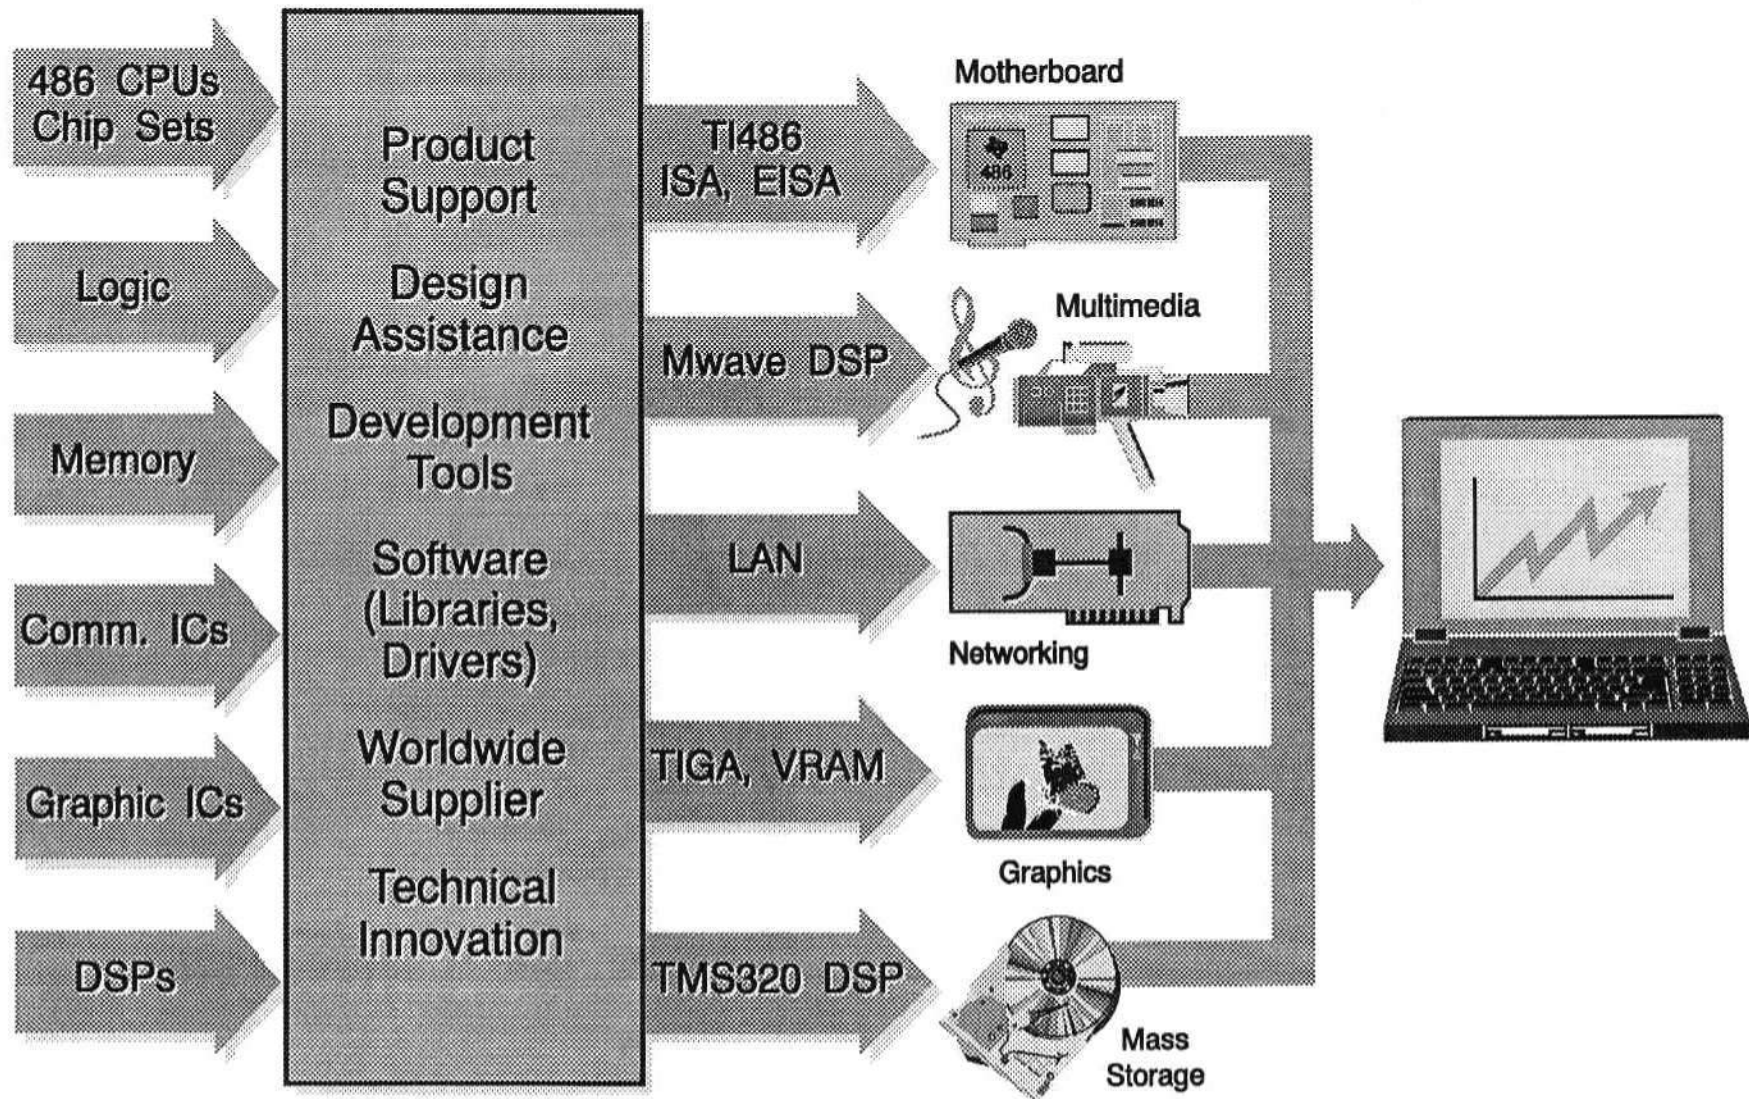 486 CPUs
Chip Sets
Logic
Memory
Comm. ICs
Graphic ICs
DSPs
Product
Support
Design
Assistance
Development
Tools
Software
(Libraries,
Drivers)
Worldwide
Supplier
Technical
Innovation
TI486
ISA, EISA
Mwave DSP
LAN
TIGA, VRAM
TMS320 DSP
Motherboard
486
Multimedia
Networking
Graphics
Mass
Storage